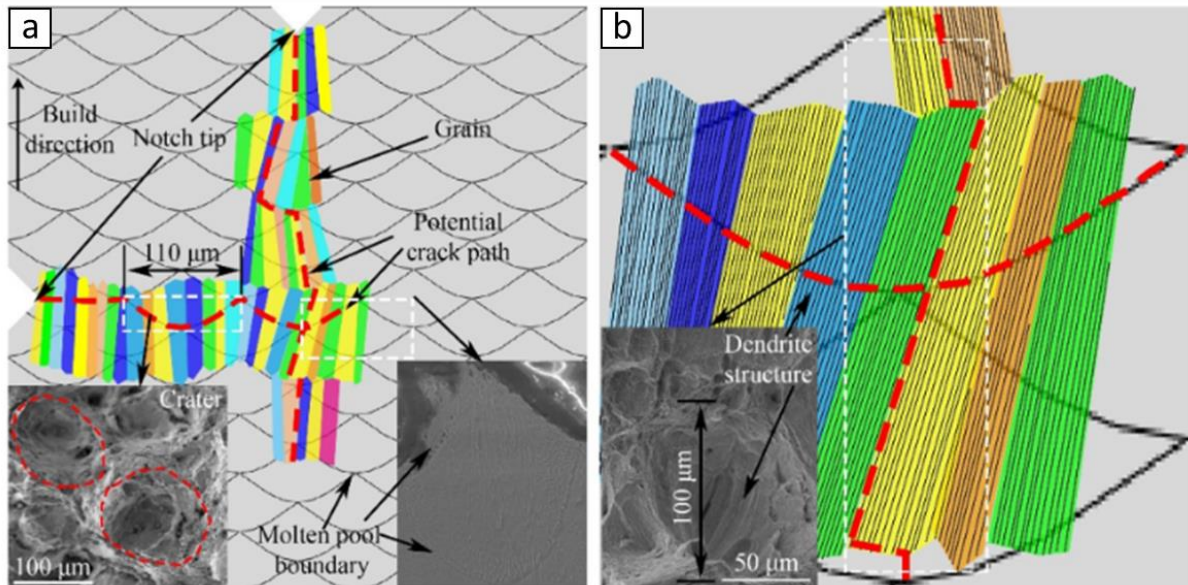 a
Build
direction
Notch tip
Grain
110 μm
Potential
crack path
Crater
100 μm
Molten pool
boundary
b
Dendrite
structure
100 μm
50 μm